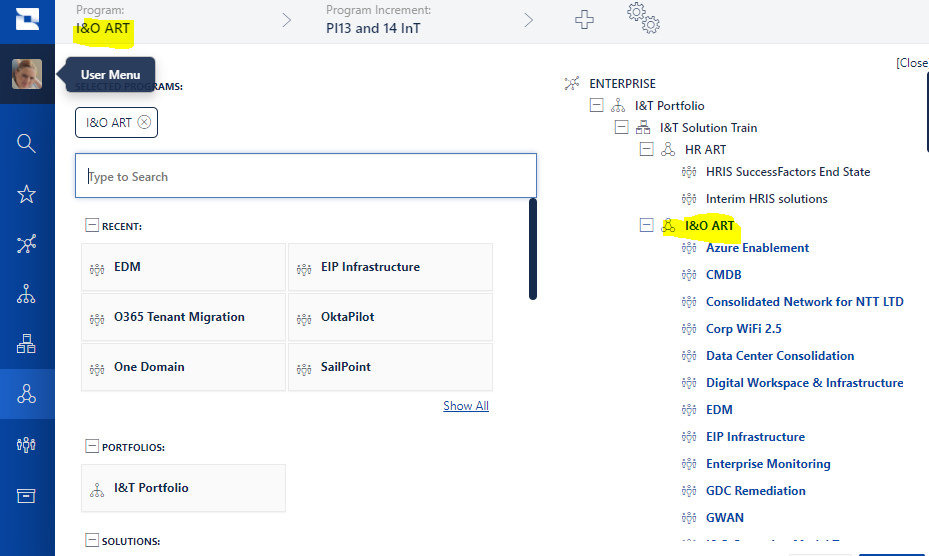 Program:
I&O ART
Program Increment:
PI13 and 14 InT
[Close
User Menu
PROGRAMS:
I&O ART
Type to Search
RECENT:
EDM
EIP Infrastructure
O365 Tenant Migration
OktaPilot
One Domain
SailPoint
Show All
PORTFOLIOS:
I&T Portfolio
SOLUTIONS:
ENTERPRISE
I&T Portfolio
I&T Solution Train
HR ART
HRIS SuccessFactors End State
Interim HRIS solutions
I&O ART
Azure Enablement
CMDB
Consolidated Network for NTT LTD
Corp WiFi 2.5
Data Center Consolidation
Digital Workspace & Infrastructure
EDM
EIP Infrastructure
Enterprise Monitoring
GDC Remediation
GWAN